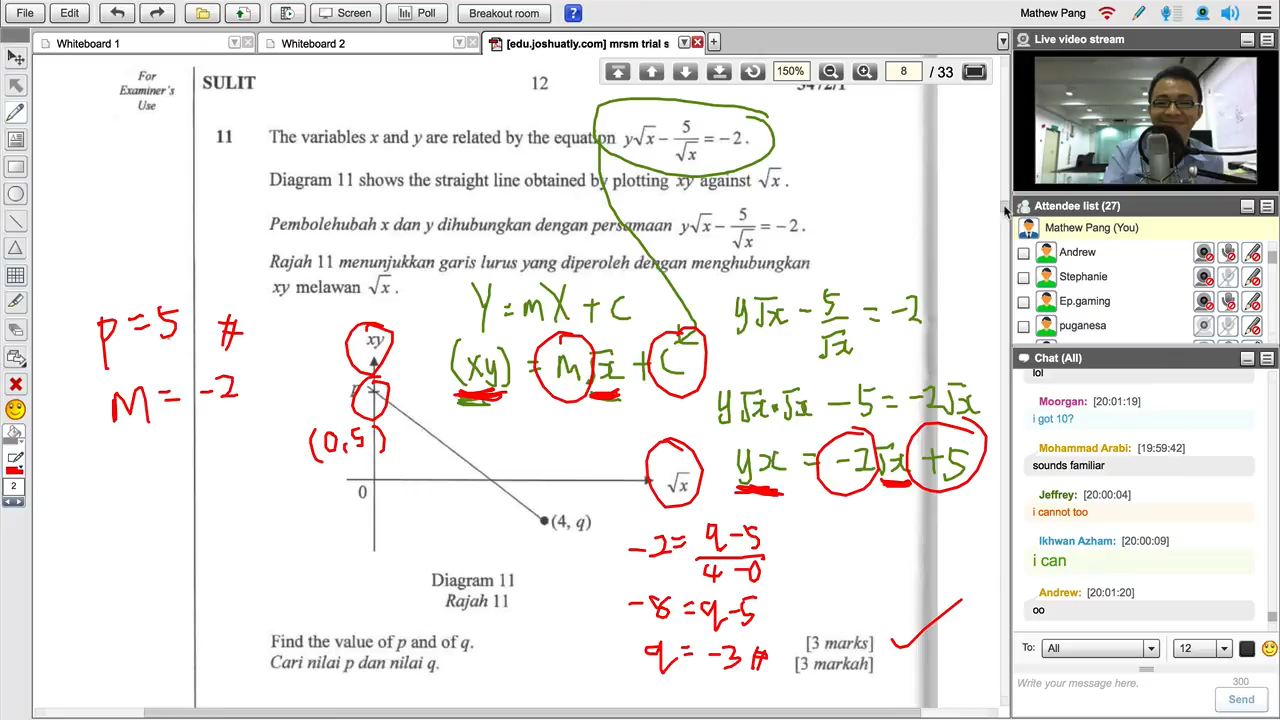 File Edit Screen Poll Breakout room ? Mathew Pang
Whiteboard 1 Whiteboard 2 [edu.joshuatly.com] mrsm trial s
Live video stream
150% 8 / 33
For
Examiner's
Use
SULIT 12 3472/1
11 The variables x and y are related by the equation y√x − 5/√x = −2.
Diagram 11 shows the straight line obtained by plotting xy against √x.
Pembolehubah x dan y dihubungkan dengan persamaan y√x − 5/√x = −2.
Rajah 11 menunjukkan garis lurus yang diperoleh dengan menghubungkan
xy melawan √x.
p = 5 #
M = −2
Y = mX + C
(xy) = M√x + C
y√x − 5/√x = −2
y√x · √x − 5 = −2√x
yx = −2√x + 5
xy
p
(0,5)
0
√x
(4, q)
−2 = q−5/4−0
−8 = q−5
q = −3 #
Diagram 11
Rajah 11
Find the value of p and of q. [3 marks]
Cari nilai p dan nilai q. [3 markah]
2
Attendee list (27)
Mathew Pang (You)
Andrew
Stephanie
Ep.gaming
puganesa
Chat (All)
lol
Moorgan: [20:01:19]
i got 10?
Mohammad Arabi: [19:59:42]
sounds familiar
Jeffrey: [20:00:04]
i cannot too
Ikhwan Azham: [20:00:09]
i can
Andrew: [20:01:20]
oo
To: All 12
Write your message here. 300
Send